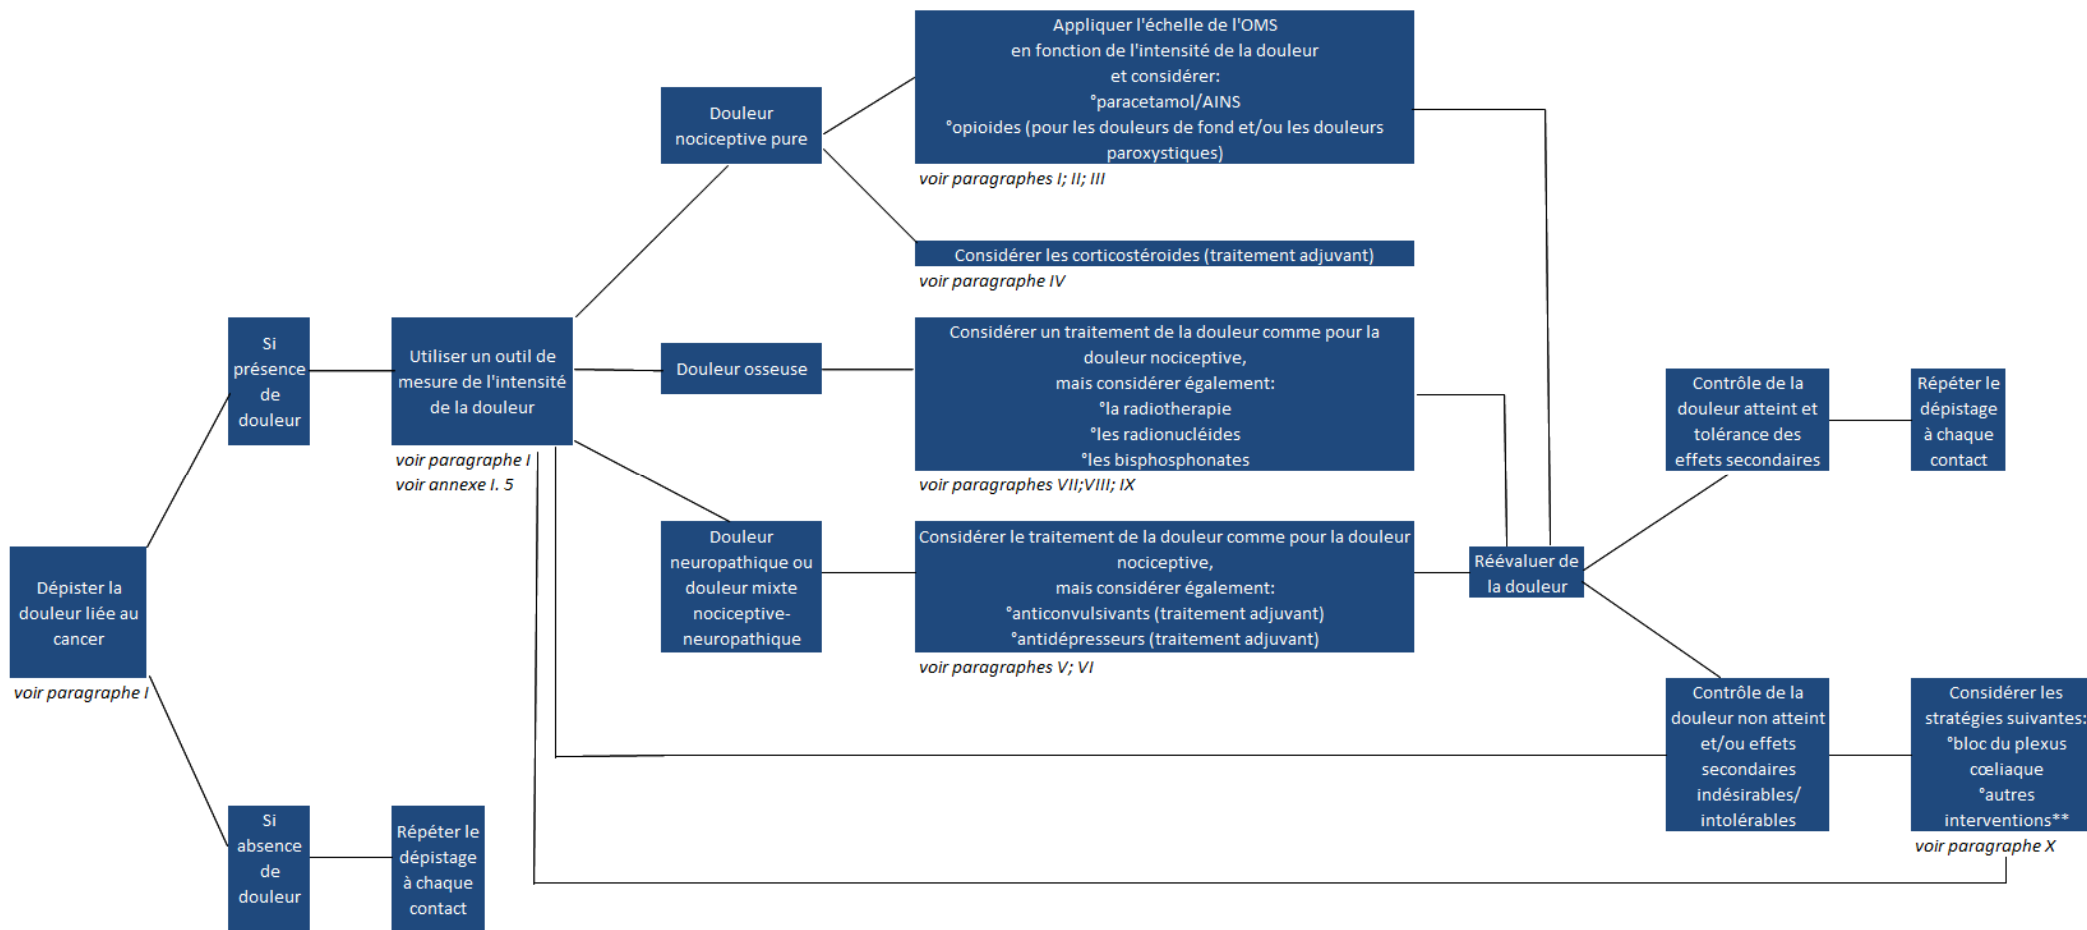 Dépister la
douleur liée au
cancer
voir paragraphe I
Si
présence
de
douleur
Si
absence
de
douleur
Répéter le
dépistage
à chaque
contact
Utiliser un outil de
mesure de l'intensité
de la douleur
voir paragraphe I
voir annexe I. 5
Douleur
nociceptive pure
Appliquer l'échelle de l'OMS
en fonction de l'intensité de la douleur
et considérer:
°paracetamol/AINS
°opioides (pour les douleurs de fond et/ou les douleurs
paroxystiques)
voir paragraphes I; II; III
Considérer les corticostéroides (traitement adjuvant)
voir paragraphe IV
Douleur osseuse
Considérer un traitement de la douleur comme pour la
douleur nociceptive,
mais considérer également:
°la radiotherapie
°les radionucléides
°les bisphosphonates
voir paragraphes VII;VIII; IX
Douleur
neuropathique ou
douleur mixte
nociceptive-
neuropathique
Considérer le traitement de la douleur comme pour la douleur
nociceptive,
mais considérer également:
°anticonvulsivants (traitement adjuvant)
°antidépresseurs (traitement adjuvant)
voir paragraphes V; VI
Réévaluer de
la douleur
Contrôle de la
douleur atteint et
tolérance des
effets secondaires
Répéter le
dépistage
à chaque
contact
Contrôle de la
douleur non atteint
et/ou effets
secondaires
indésirables/
intolérables
Considérer les
stratégies suivantes:
°bloc du plexus
cœliaque
°autres
interventions**
voir paragraphe X